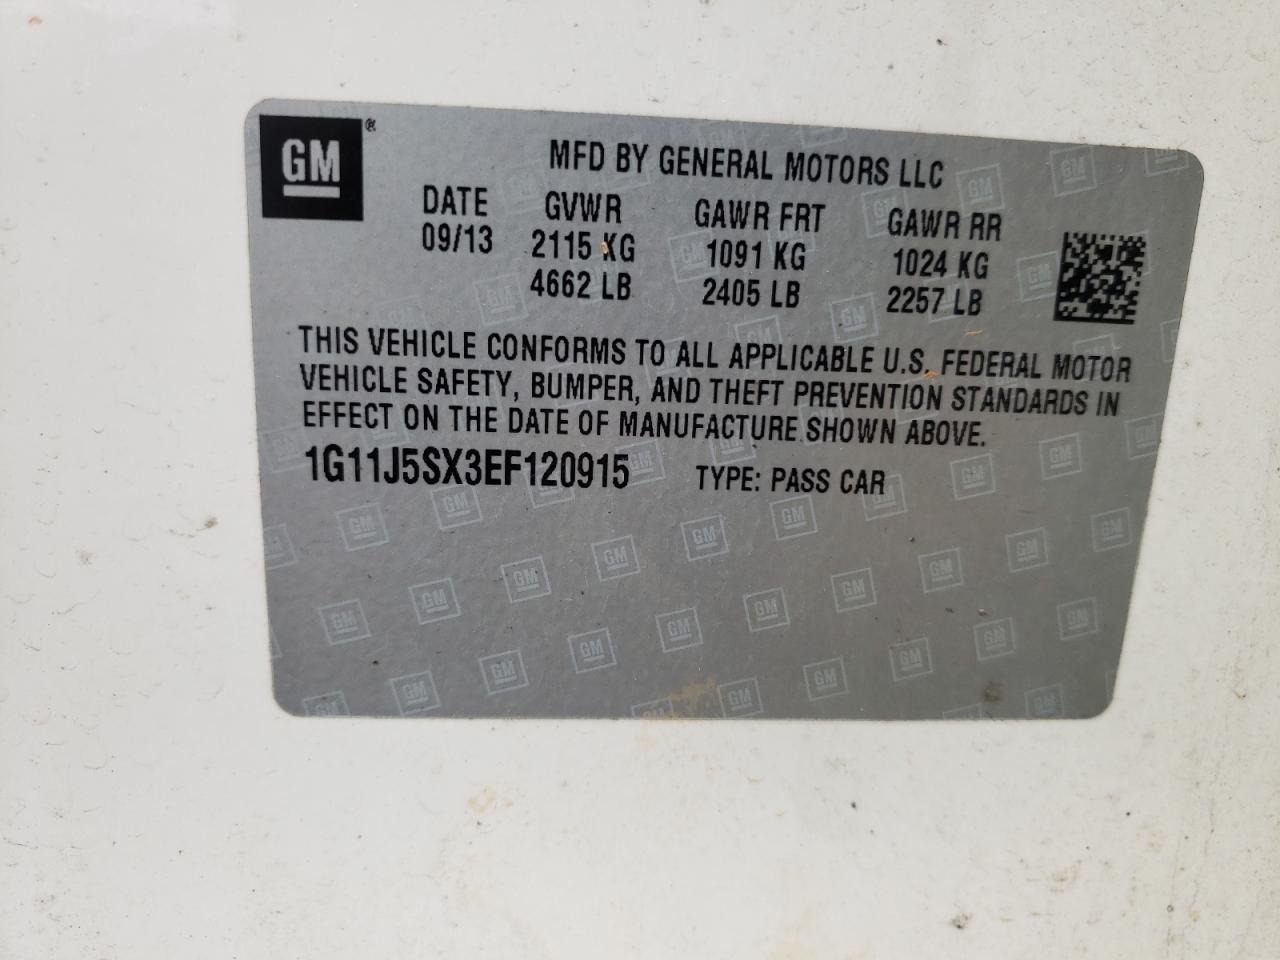 GM®
MFD BY GENERAL MOTORS LLC
DATE GVWR GAWR FRT GAWR RR
09/13 2115 KG 1091 KG 1024 KG
4662 LB 2405 LB 2257 LB
THIS VEHICLE CONFORMS TO ALL APPLICABLE U.S. FEDERAL MOTOR
VEHICLE SAFETY, BUMPER, AND THEFT PREVENTION STANDARDS IN
EFFECT ON THE DATE OF MANUFACTURE SHOWN ABOVE.
1G11J5SX3EF120915 TYPE: PASS CAR